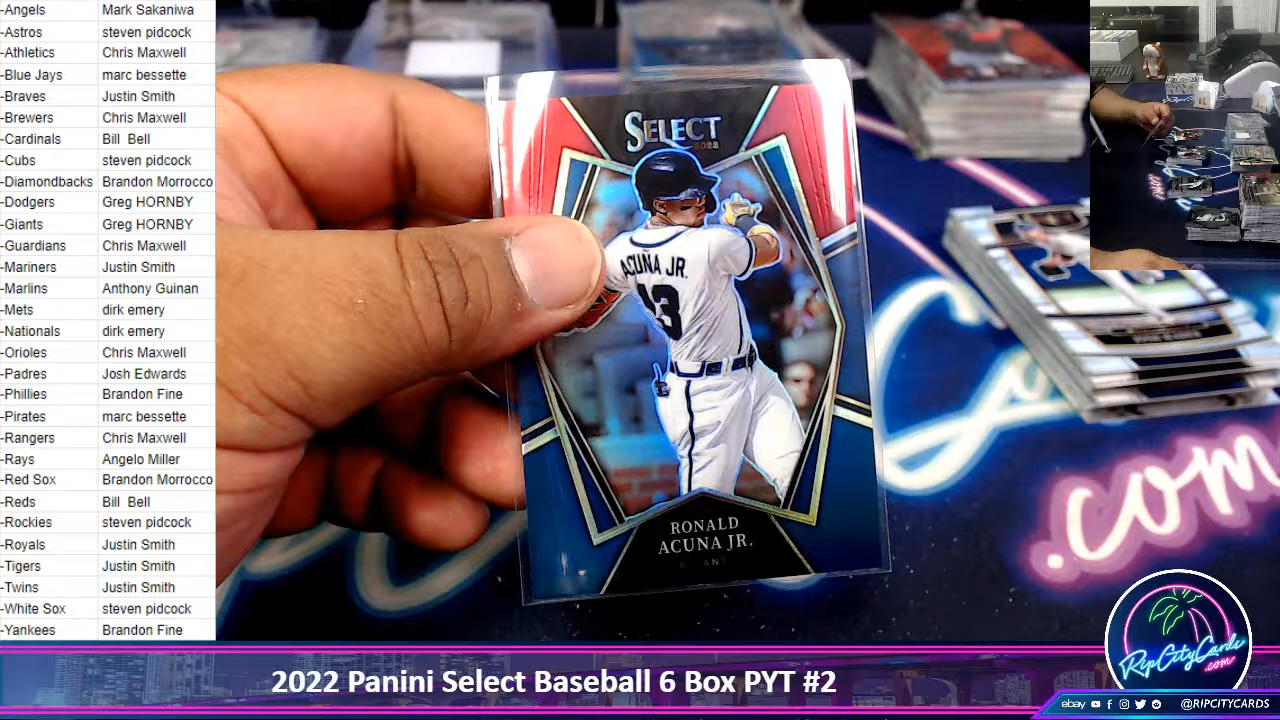 -Angels Mark Sakaniwa
-Astros steven pidcock
-Athletics Chris Maxwell
-Blue Jays marc bessette
-Braves Justin Smith
-Brewers Chris Maxwell
-Cardinals Bill Bell
-Cubs steven pidcock
-Diamondbacks Brandon Morrocco
-Dodgers Greg HORNBY
-Giants Greg HORNBY
-Guardians Chris Maxwell
-Mariners Justin Smith
-Marlins Anthony Guinan
-Mets dirk emery
-Nationals dirk emery
-Orioles Chris Maxwell
-Padres Josh Edwards
-Phillies Brandon Fine
-Pirates marc bessette
-Rangers Chris Maxwell
-Rays Angelo Miller
-Red Sox Brandon Morrocco
-Reds Bill Bell
-Rockies steven pidcock
-Royals Justin Smith
-Tigers Justin Smith
-Twins Justin Smith
-White Sox steven pidcock
-Yankees Brandon Fine
SELECT
2022
ACUÑA JR.
13
RONALD
ACUNA JR.
.com
RipCityCards
.com
2022 Panini Select Baseball 6 Box PYT #2
ebay @RIPCITYCARDS